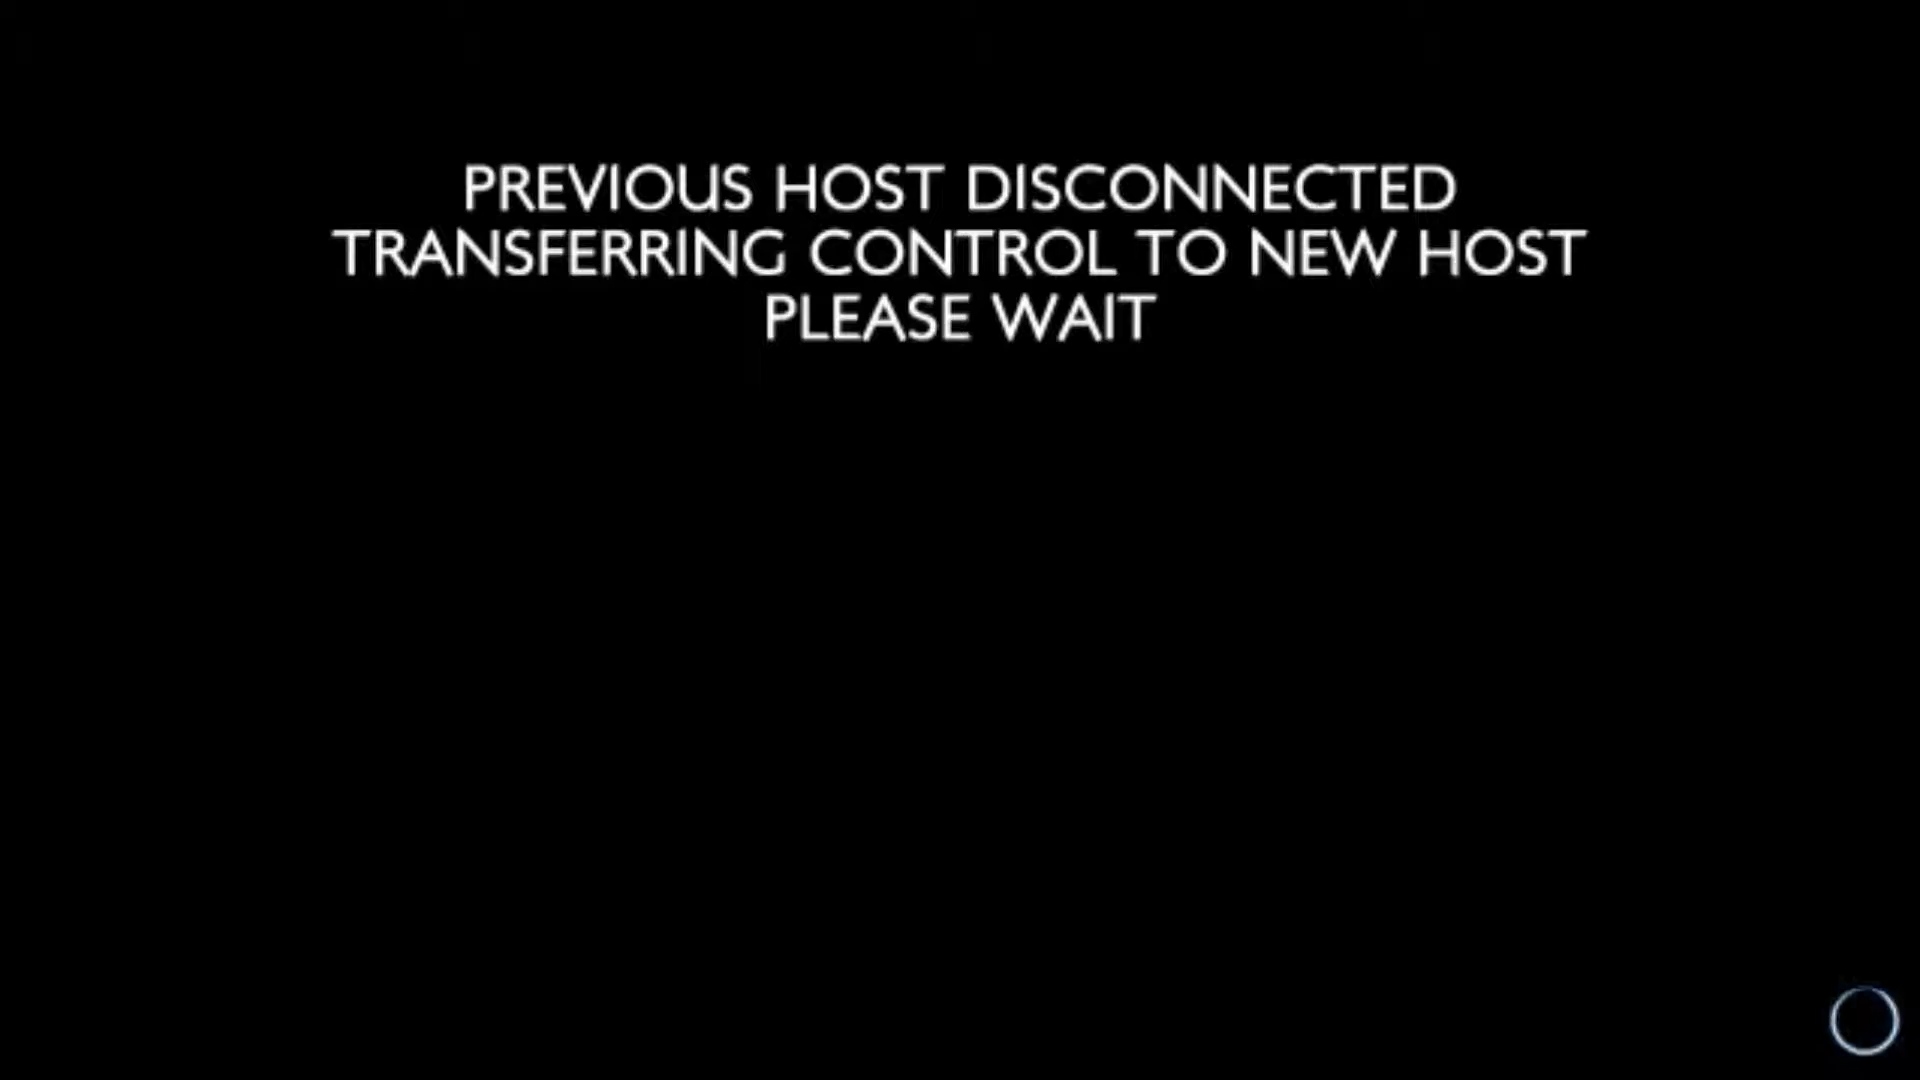 PREVIOUS HOST DISCONNECTED
TRANSFERRING CONTROL TO NEW HOST
PLEASE WAIT